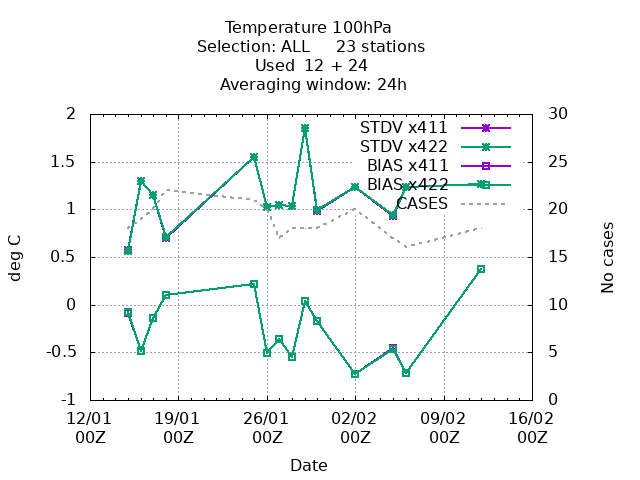 Temperature 100hPa
Selection: ALL 23 stations
Used 12 + 24
Averaging window: 24h
2 30
STDV x411
STDV x422
1.5 25
BIAS x411
BIAS x422
1 20
CASES
0.5 15
0 10
-0.5 5
-1 0
deg C
No cases
12/01 19/01 26/01 02/02 09/02 16/02
00Z 00Z 00Z 00Z 00Z 00Z
Date